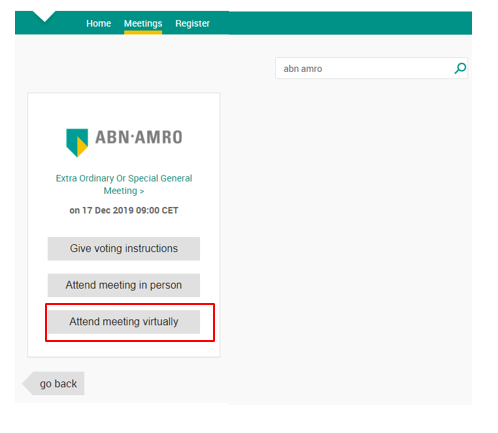 Home Meetings Register
abn amro
ABN·AMRO
Extra Ordinary Or Special General
Meeting >
on 17 Dec 2019 09:00 CET
Give voting instructions
Attend meeting in person
Attend meeting virtually
go back